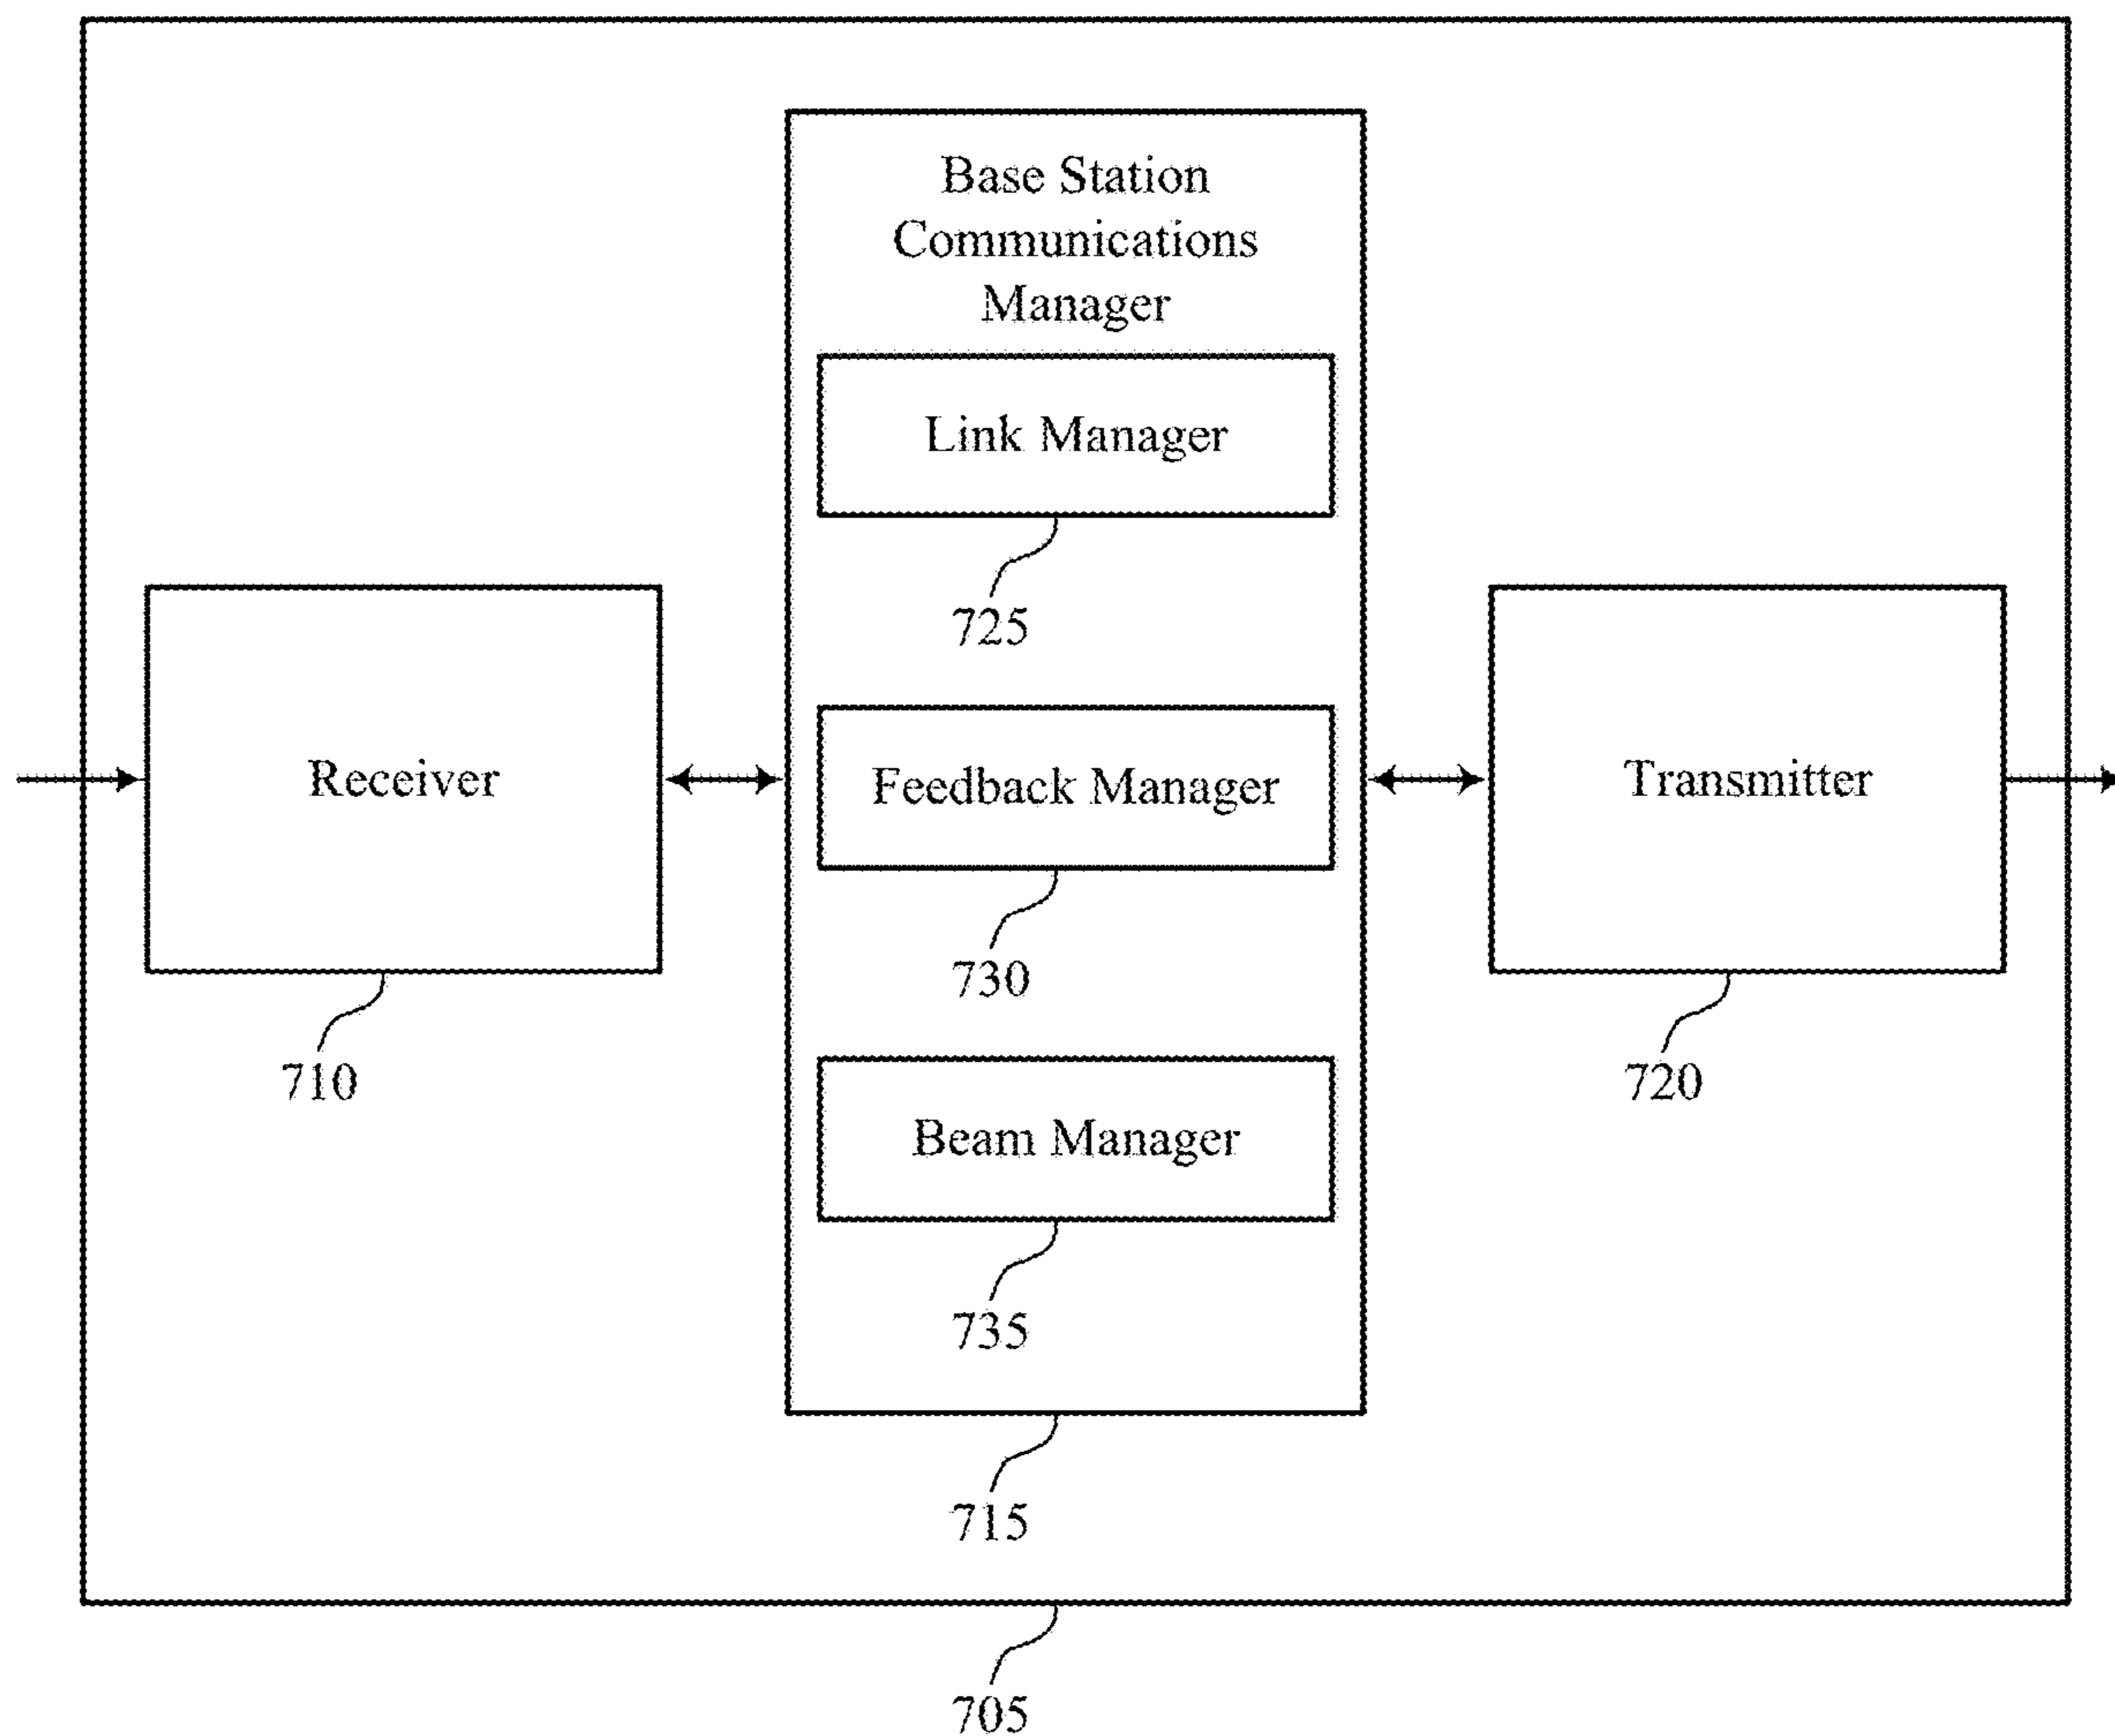 Base Station
Communications
Manager
Link Manager
725
Receiver
710
Feedback Manager
730
Transmitter
720
Beam Manager
735
715
705